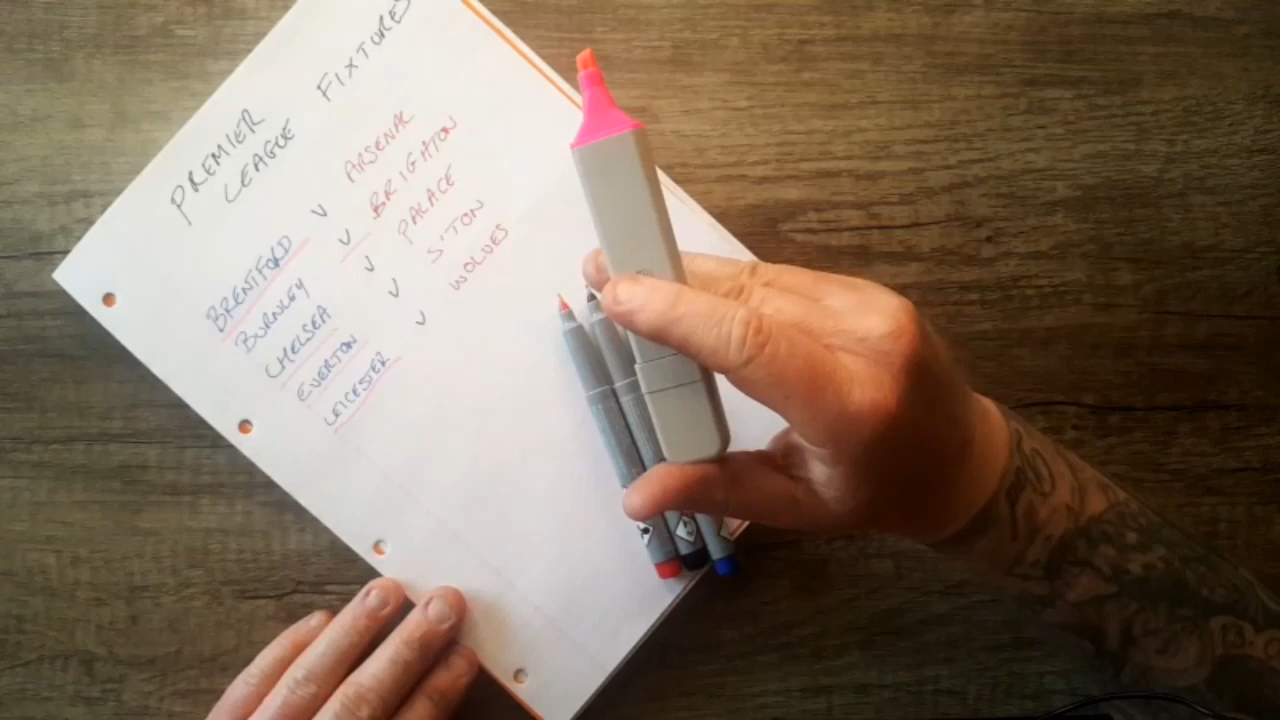 PREMIER LEAGUE FIXTURES
BRENTFORD V ARSENAL
BURNLEY V BRIGHTON
CHELSEA V PALACE
EVERTON V S'TON
LEICESTER V WOLVES